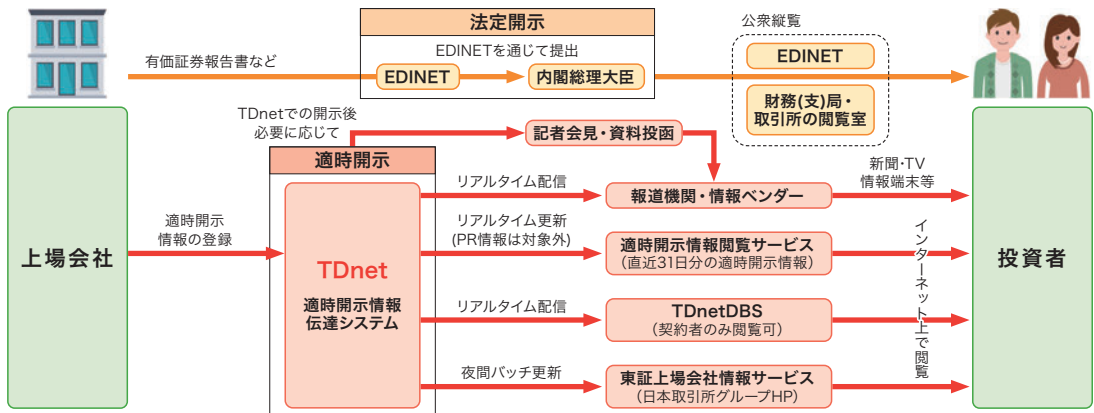 法定開示
EDINETを通じて提出
有価証券報告書など
EDINET
内閣総理大臣
公衆縦覧
EDINET
財務(支)局・
取引所の閲覧室
TDnetでの開示後
必要に応じて
記者会見・資料投函
適時開示
上場会社
適時開示
情報の登録
TDnet
適時開示情報
伝達システム
リアルタイム配信
報道機関・情報ベンダー
新聞・TV
情報端末等
リアルタイム更新
(PR情報は対象外)
適時開示情報閲覧サービス
(直近31日分の適時開示情報)
リアルタイム配信
TDnetDBS
(契約者のみ閲覧可)
夜間バッチ更新
東証上場会社情報サービス
(日本取引所グループHP)
インターネット上で閲覧
投資者